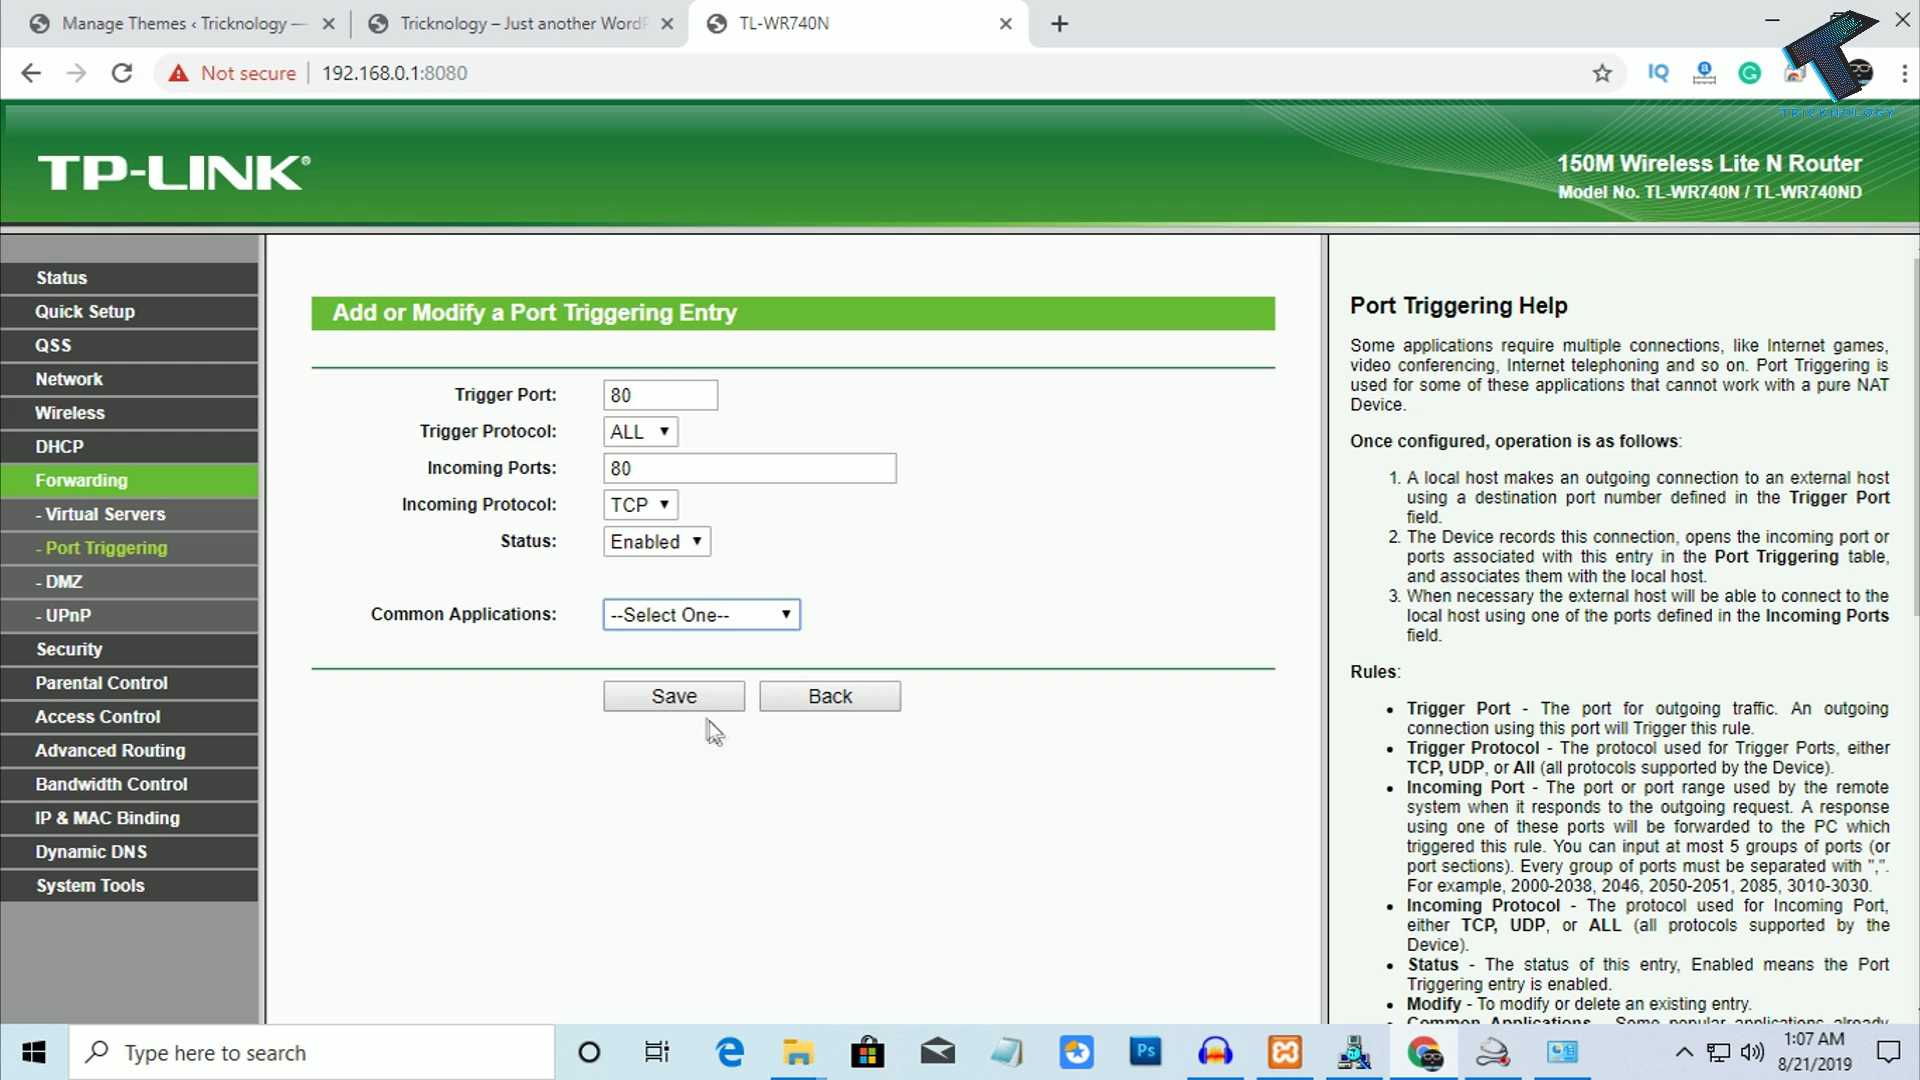 Manage Themes ‹ Tricknology —
Tricknology – Just another WordP
TL-WR740N
Not secure
192.168.0.1:8080
IQ
TRICKNOLOGY
TP-LINK®
150M Wireless Lite N Router
Model No. TL-WR740N / TL-WR740ND
Status
Quick Setup
QSS
Network
Wireless
DHCP
Forwarding
- Virtual Servers
- Port Triggering
- DMZ
- UPnP
Security
Parental Control
Access Control
Advanced Routing
Bandwidth Control
IP & MAC Binding
Dynamic DNS
System Tools
Add or Modify a Port Triggering Entry
Trigger Port: 80
Trigger Protocol: ALL
Incoming Ports: 80
Incoming Protocol: TCP
Status: Enabled
Common Applications: --Select One--
Save Back
Port Triggering Help
Some applications require multiple connections, like Internet games,
video conferencing, Internet telephoning and so on. Port Triggering is
used for some of these applications that cannot work with a pure NAT
Device.
Once configured, operation is as follows:
1. A local host makes an outgoing connection to an external host
using a destination port number defined in the Trigger Port
field.
2. The Device records this connection, opens the incoming port or
ports associated with this entry in the Port Triggering table,
and associates them with the local host.
3. When necessary the external host will be able to connect to the
local host using one of the ports defined in the Incoming Ports
field.
Rules:
• Trigger Port - The port for outgoing traffic. An outgoing
connection using this port will Trigger this rule.
• Trigger Protocol - The protocol used for Trigger Ports, either
TCP, UDP, or All (all protocols supported by the Device).
• Incoming Port - The port or port range used by the remote
system when it responds to the outgoing request. A response
using one of these ports will be forwarded to the PC which
triggered this rule. You can input at most 5 groups of ports (or
port sections). Every group of ports must be separated with ",".
For example, 2000-2038, 2046, 2050-2051, 2085, 3010-3030.
• Incoming Protocol - The protocol used for Incoming Port,
either TCP, UDP, or ALL (all protocols supported by the
Device).
• Status - The status of this entry, Enabled means the Port
Triggering entry is enabled.
• Modify - To modify or delete an existing entry.
• Common Applications - Some popular applications already
Type here to search
Ps
1:07 AM
8/21/2019